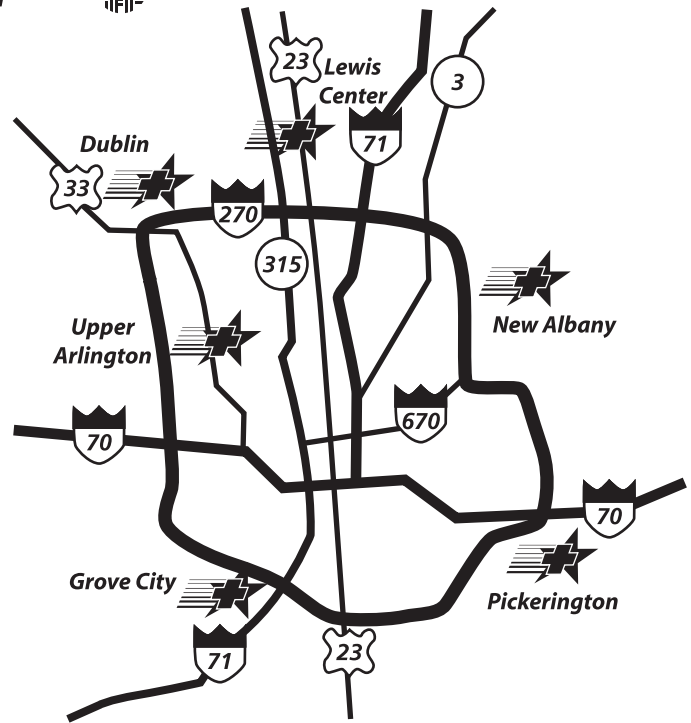 23
Lewis
Center
3
71
Dublin
33
270
315
New Albany
Upper
Arlington
670
70
70
Grove City
Pickerington
71
23